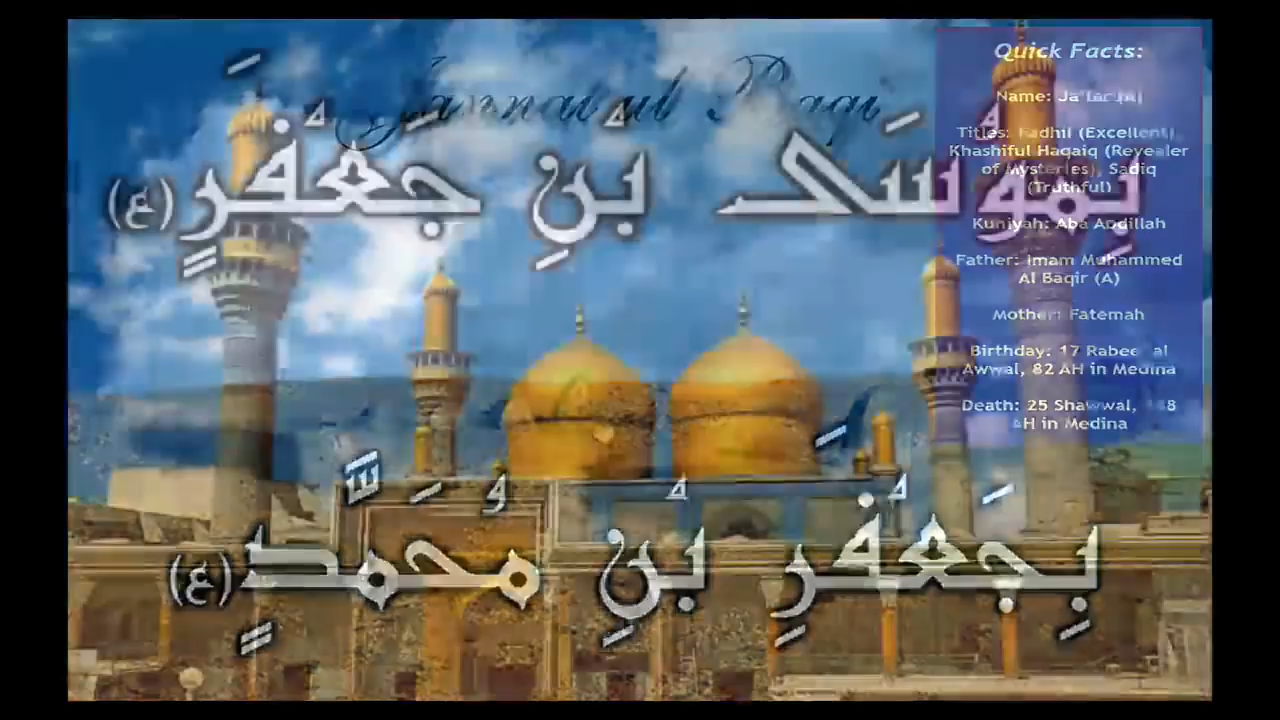 Jannatul Baqi
بِمُوْسَى بْنِ جَعْفَرٍ (ع)
بِجَعْفَرِ بْنِ مُحَمَّدٍ (ع)
Quick Facts:
Name: Ja'far (A)
Titles: Fadhil (Excellent),
Khashiful Haqaiq (Revealer
of Mysteries), Sadiq
(Truthful)
Kuniyah: Aba Abdillah
Father: Imam Muhammed
Al Baqir (A)
Mother: Fatemah
Birthday: 17 Rabee al
Awwal, 82 AH in Medina
Death: 25 Shawwal, 148
AH in Medina